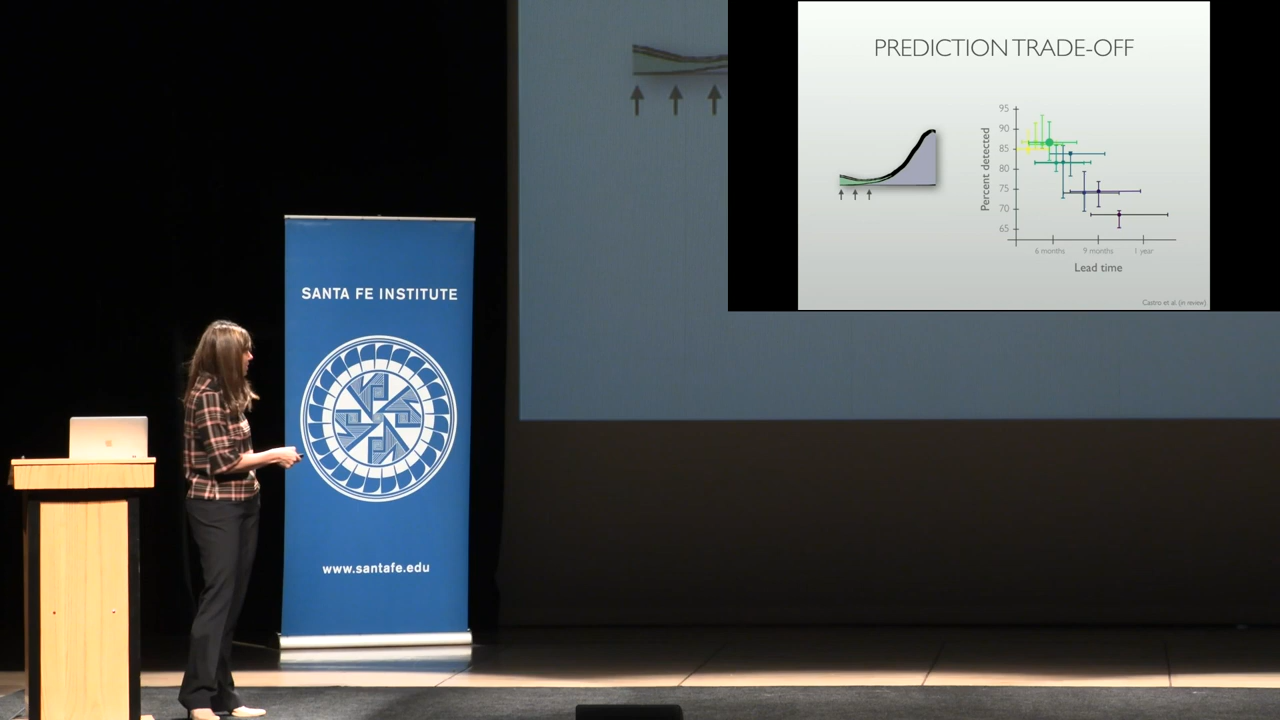 PREDICTION TRADE-OFF
Percent detected
95
90
85
80
75
70
65
6 months
9 months
1 year
Lead time
Castro et al (in review)
SANTA FE INSTITUTE
www.santafe.edu